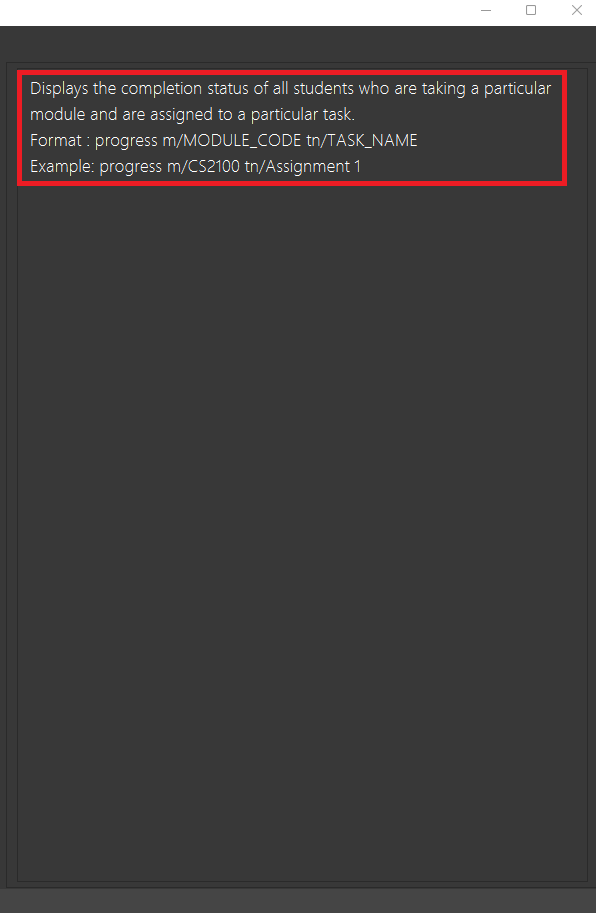 Displays the completion status of all students who are taking a particular
module and are assigned to a particular task.
Format : progress m/MODULE_CODE tn/TASK_NAME
Example: progress m/CS2100 tn/Assignment 1